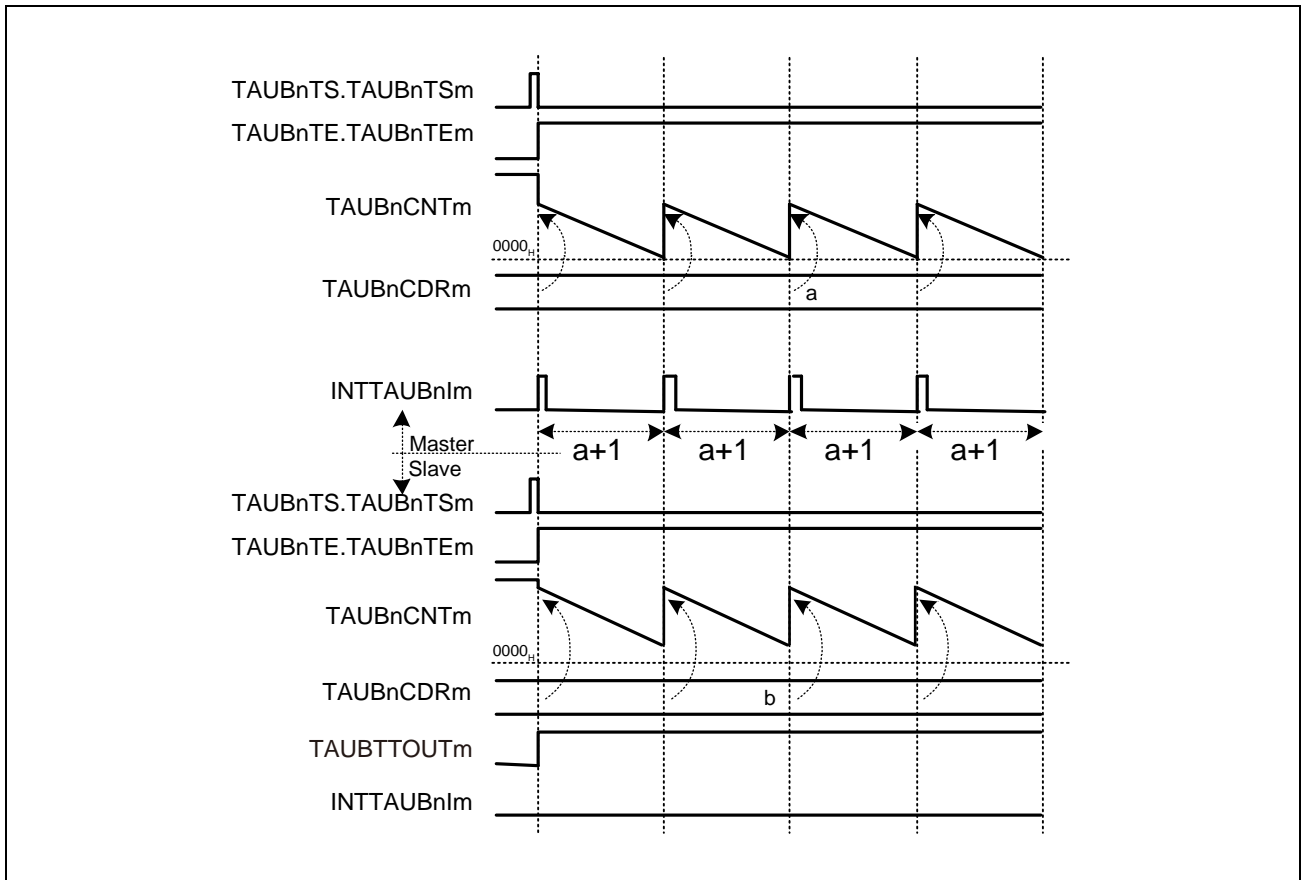 TAUBnTS.TAUBnTSm
TAUBnTE.TAUBnTEm
TAUBnCNTm
0000H
TAUBnCDRm
a
INTTAUBnIm
Master
a+1 a+1 a+1 a+1
Slave
TAUBnTS.TAUBnTSm
TAUBnTE.TAUBnTEm
TAUBnCNTm
0000H
TAUBnCDRm
b
TAUBTTOUTm
INTTAUBnIm